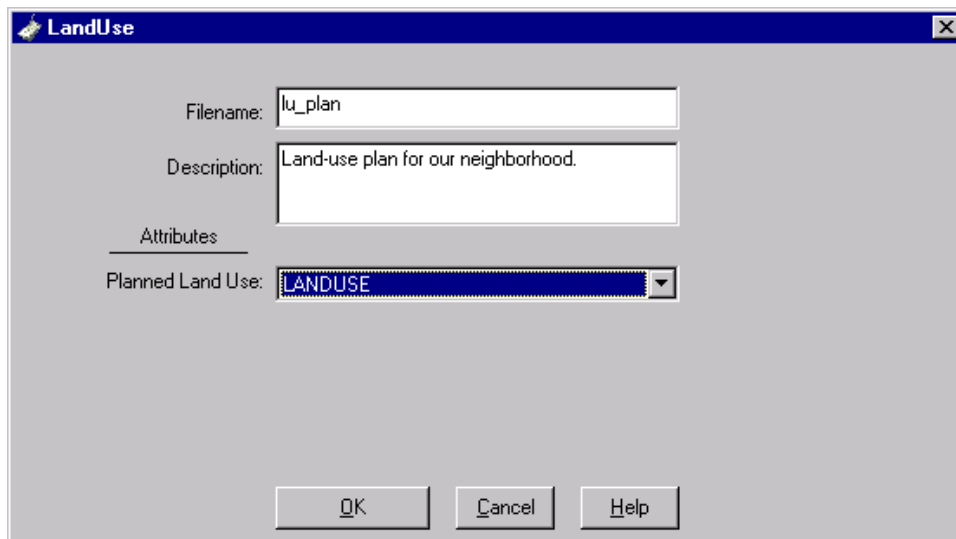 LandUse
Filename: lu_plan
Description: Land-use plan for our neighborhood.
Attributes
Planned Land Use: LANDUSE
OK Cancel Help